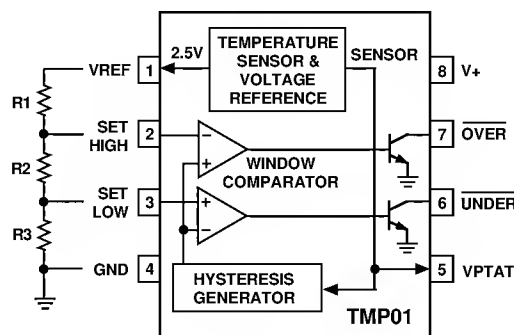 TEMPERATURE
SENSOR &
VOLTAGE
REFERENCE
2.5V
SENSOR
VREF 1
8 V+
R1
SET
HIGH 2
7 OVER
WINDOW
COMPARATOR
R2
SET
LOW 3
6 UNDER
R3
GND 4
5 VPTAT
HYSTERESIS
GENERATOR
TMP01
− + + −